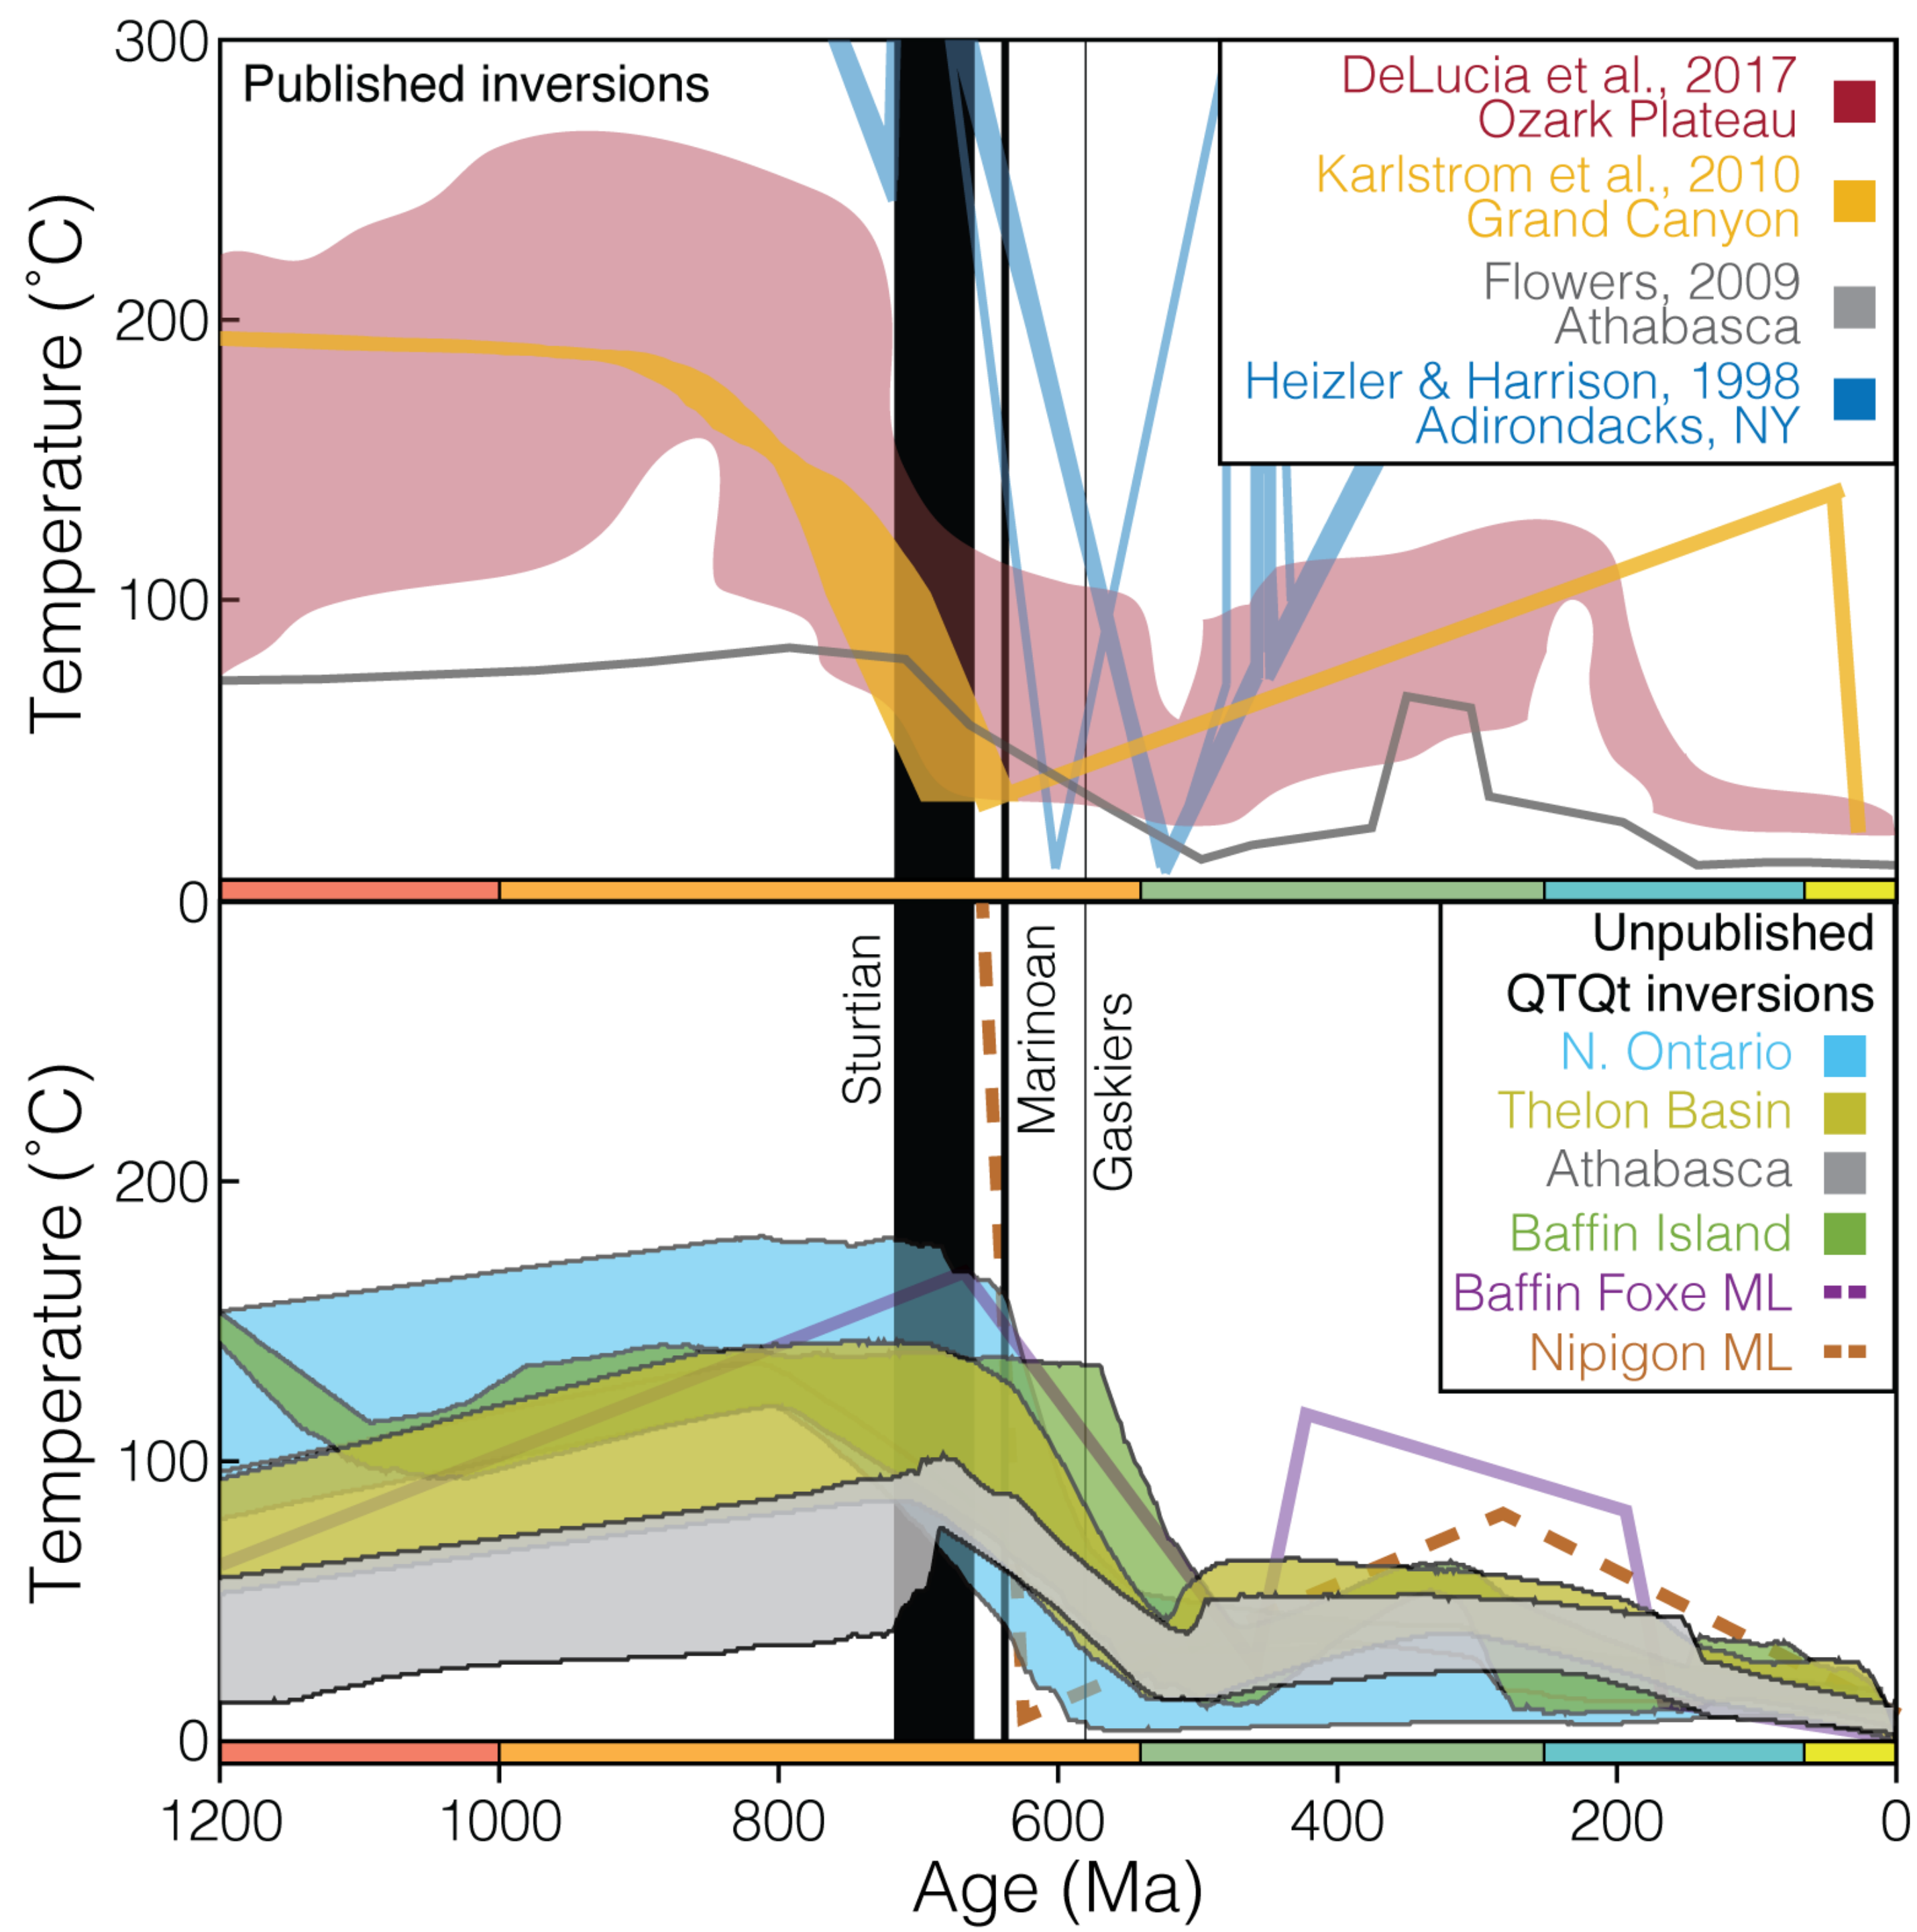 300
Published inversions
DeLucia et al., 2017
Ozark Plateau
Karlstrom et al., 2010
Grand Canyon
Flowers, 2009
Athabasca
Heizler & Harrison, 1998
Adirondacks, NY
Temperature (˚C)
200
100
0
Sturtian
Marinoan
Gaskiers
Unpublished
QTQt inversions
N. Ontario
Thelon Basin
Athabasca
Baffin Island
Baffin Foxe ML
Nipigon ML
Temperature (˚C)
200
100
0
1200 1000 800 600 400 200 0
Age (Ma)